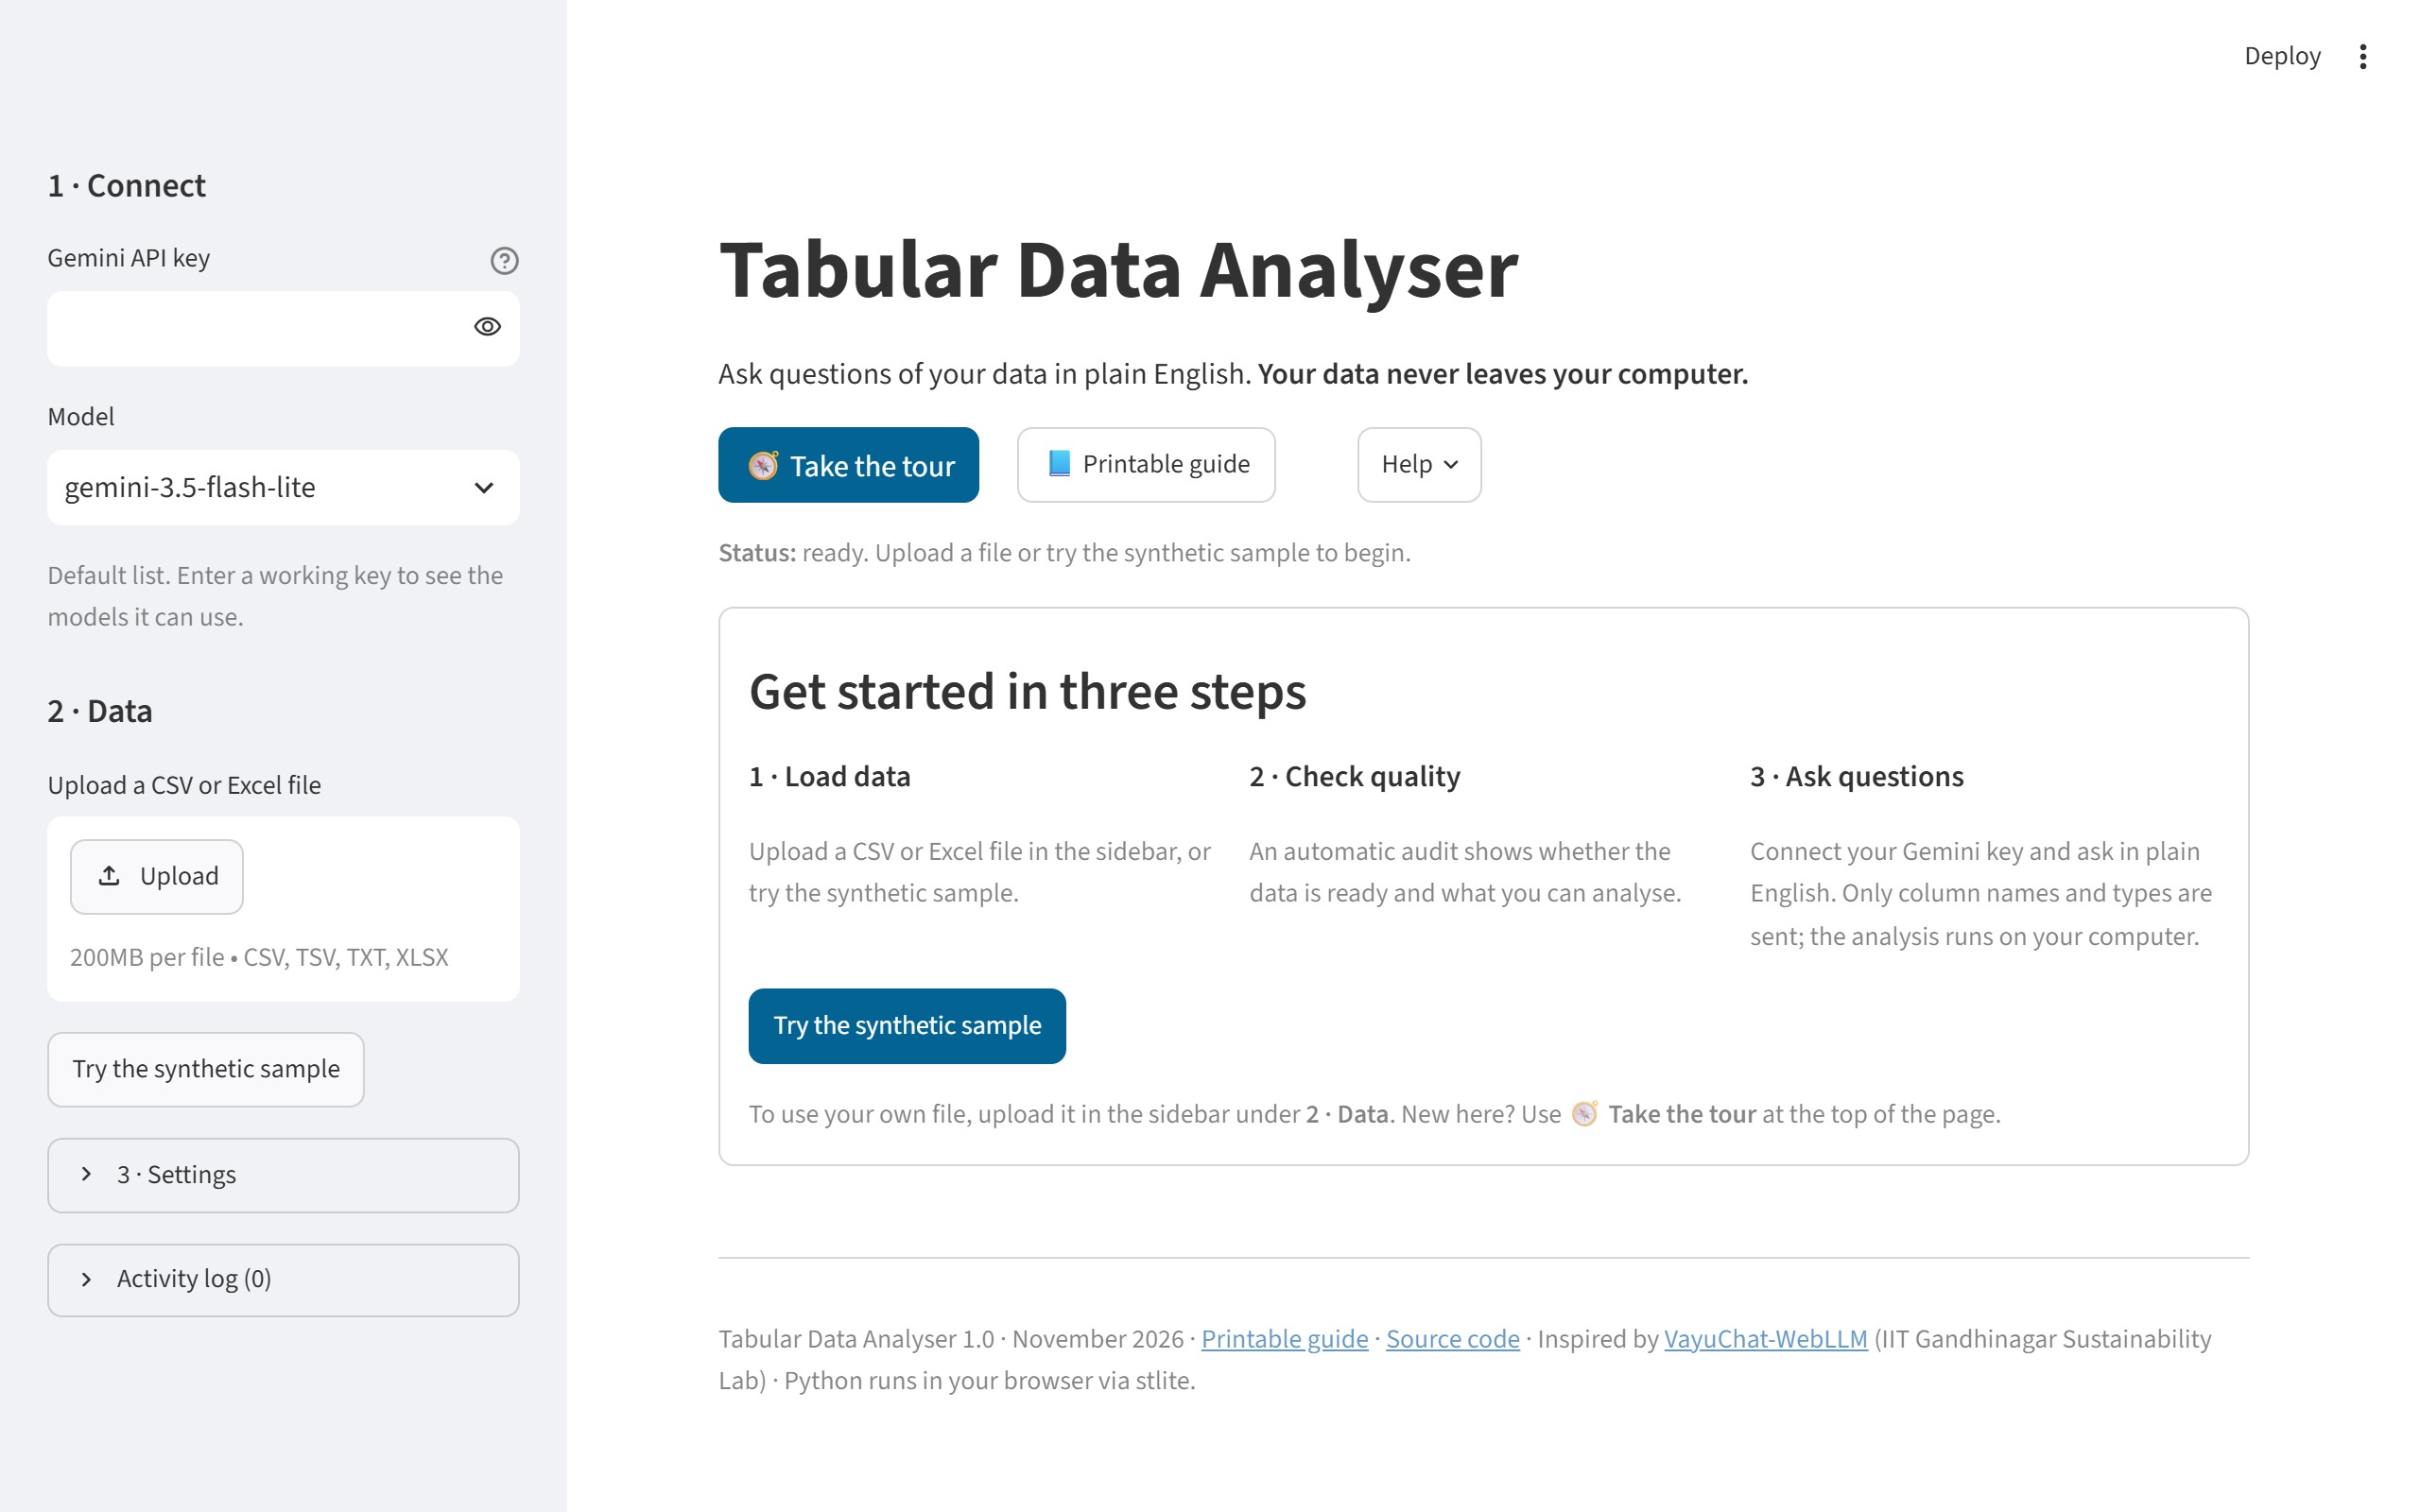 Deploy
1 · Connect
Gemini API key
Model
gemini-3.5-flash-lite
Default list. Enter a working key to see the
models it can use.
2 · Data
Upload a CSV or Excel file
Upload
200MB per file • CSV, TSV, TXT, XLSX
Try the synthetic sample
3 · Settings
Activity log (0)
Tabular Data Analyser
Ask questions of your data in plain English. Your data never leaves your computer.
Take the tour
Printable guide
Help
Status: ready. Upload a file or try the synthetic sample to begin.
Get started in three steps
1 · Load data
Upload a CSV or Excel file in the sidebar, or
try the synthetic sample.
2 · Check quality
An automatic audit shows whether the
data is ready and what you can analyse.
3 · Ask questions
Connect your Gemini key and ask in plain
English. Only column names and types are
sent; the analysis runs on your computer.
Try the synthetic sample
To use your own file, upload it in the sidebar under 2 · Data. New here? Use 🧭 Take the tour at the top of the page.
Tabular Data Analyser 1.0 · November 2026 · Printable guide · Source code · Inspired by VayuChat-WebLLM (IIT Gandhinagar Sustainability
Lab) · Python runs in your browser via stlite.